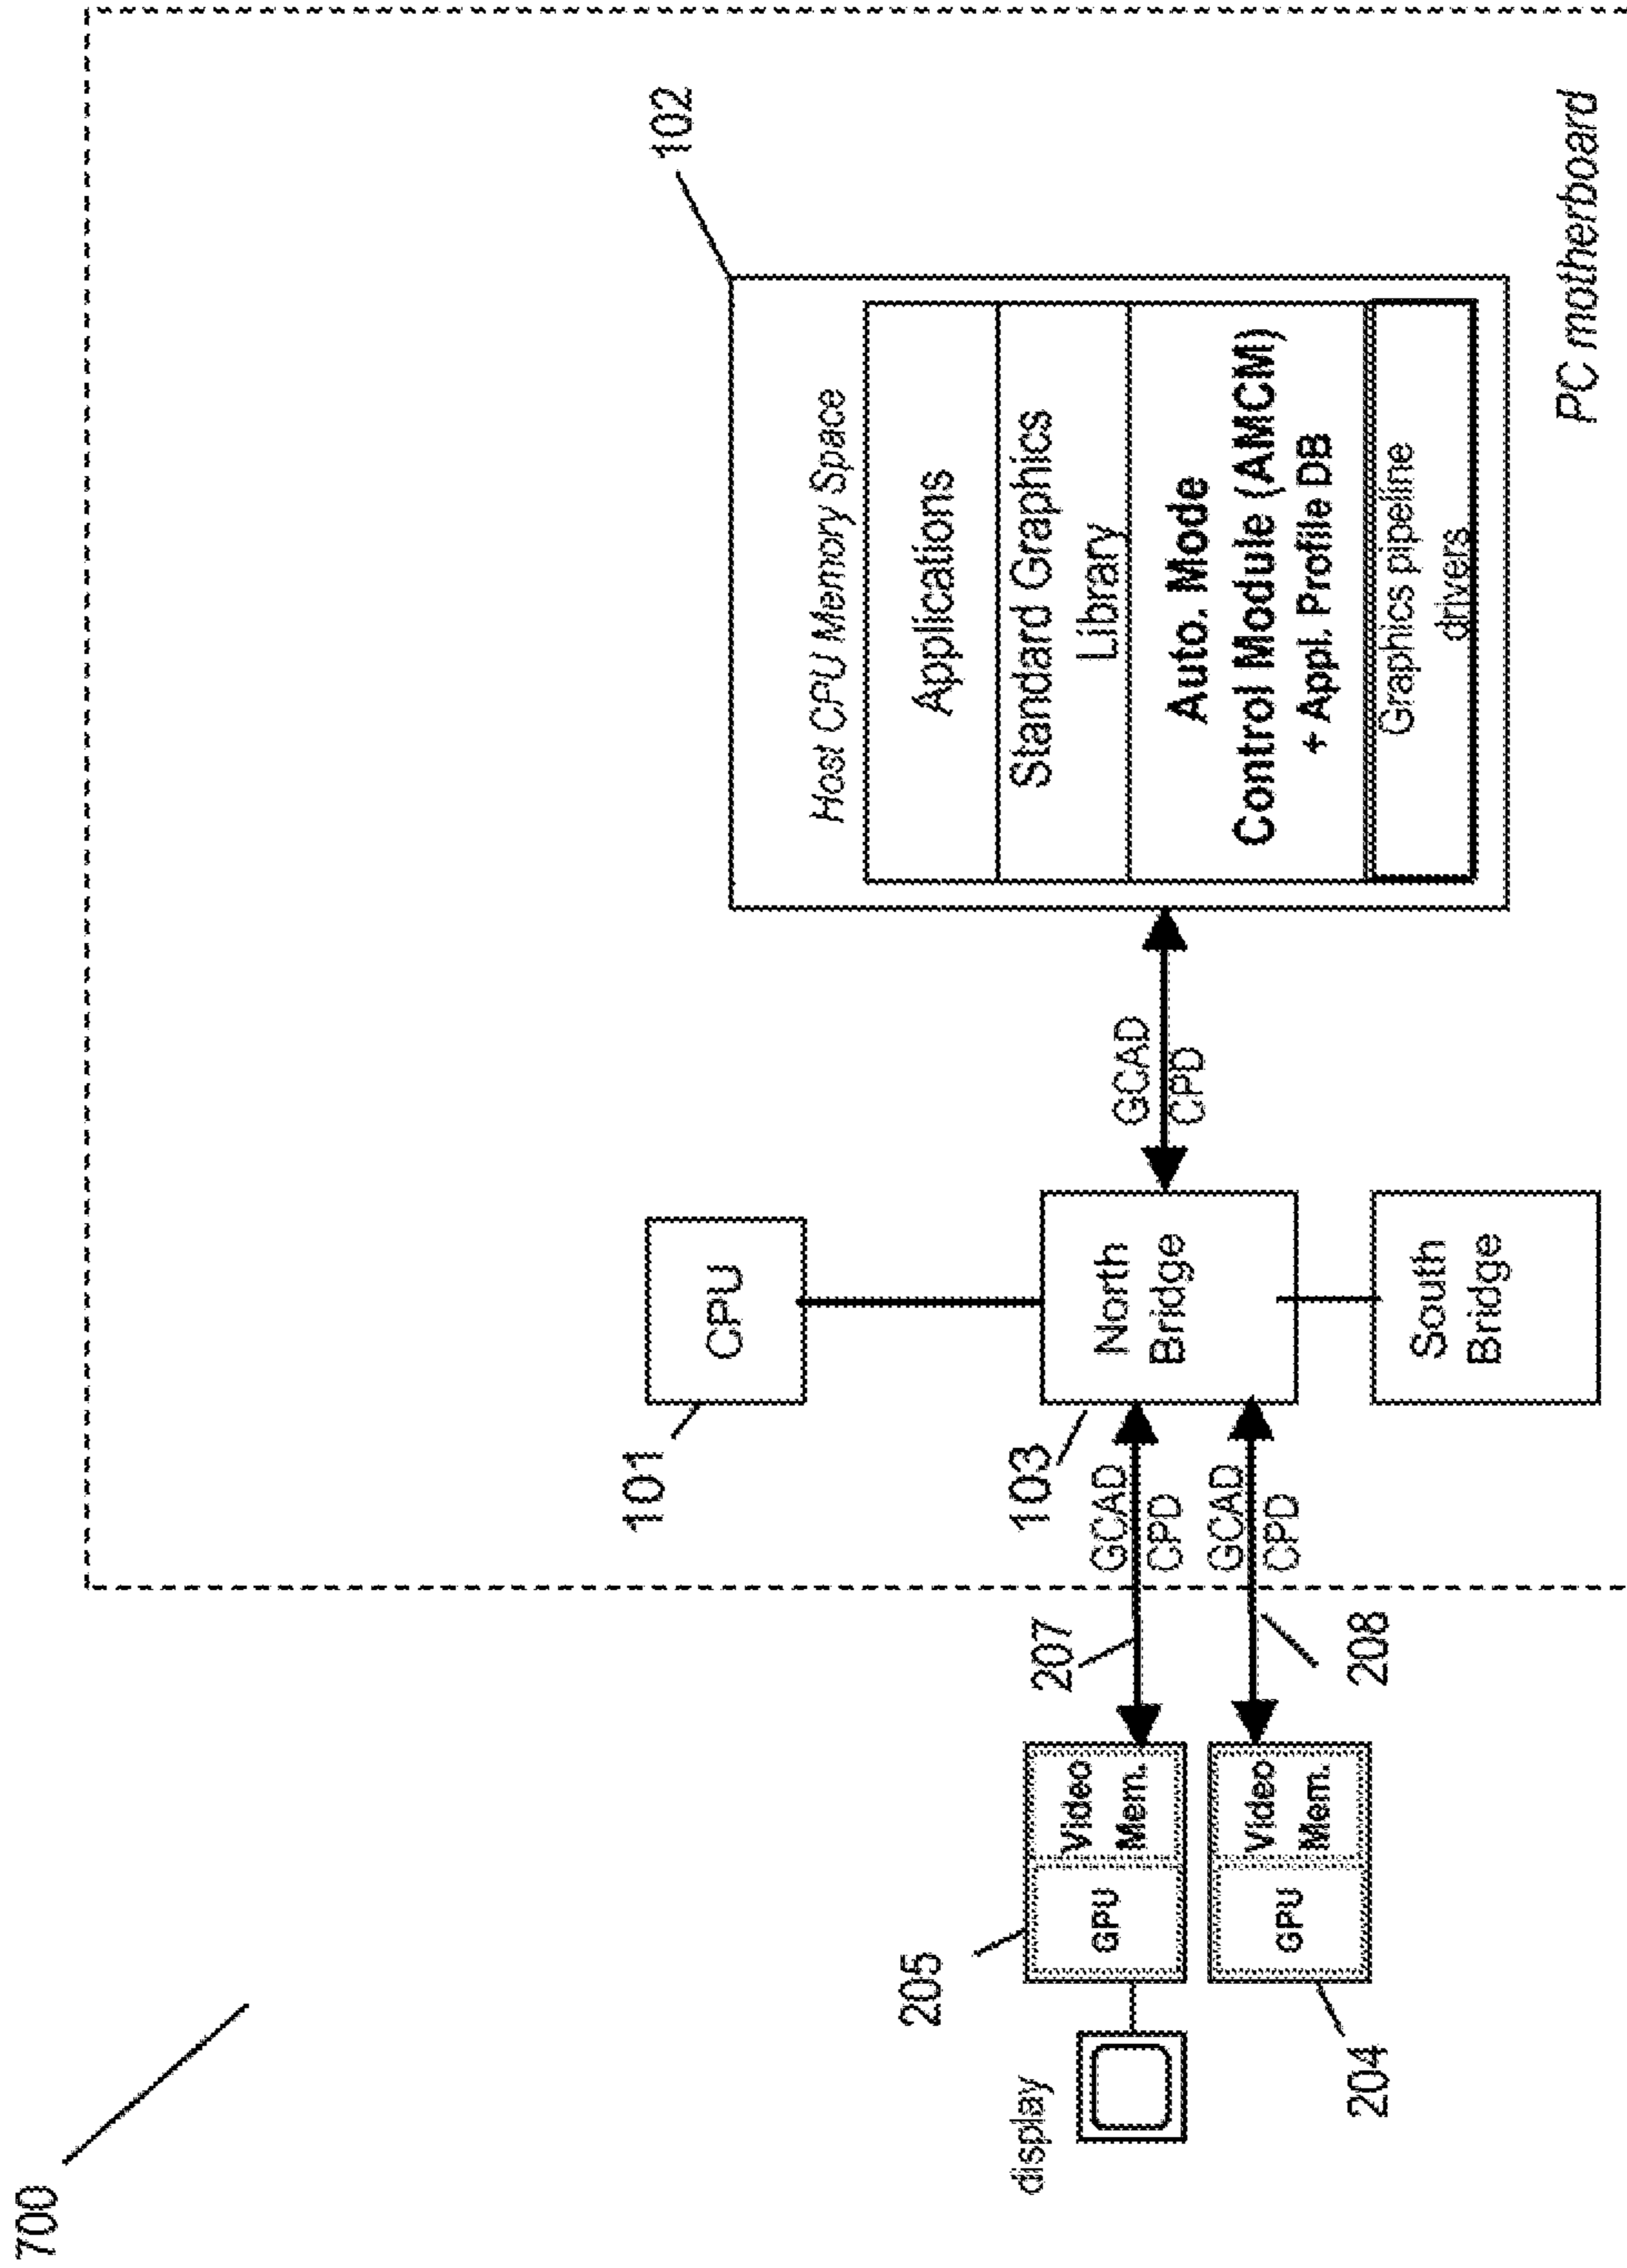 700
102
Host CPU Memory Space
Applications
Standard Graphics
Library
Auto. Mode
Control Module (AMCM)
+ Appl. Profile DB
Graphics pipeline
drivers
PC motherboard
GCAD
CPD
101
CPU
103
North
Bridge
South
Bridge
GCAD
CPD
GCAD
CPD
207
208
205
GPU
Video
Mem.
GPU
Video
Mem.
204
display